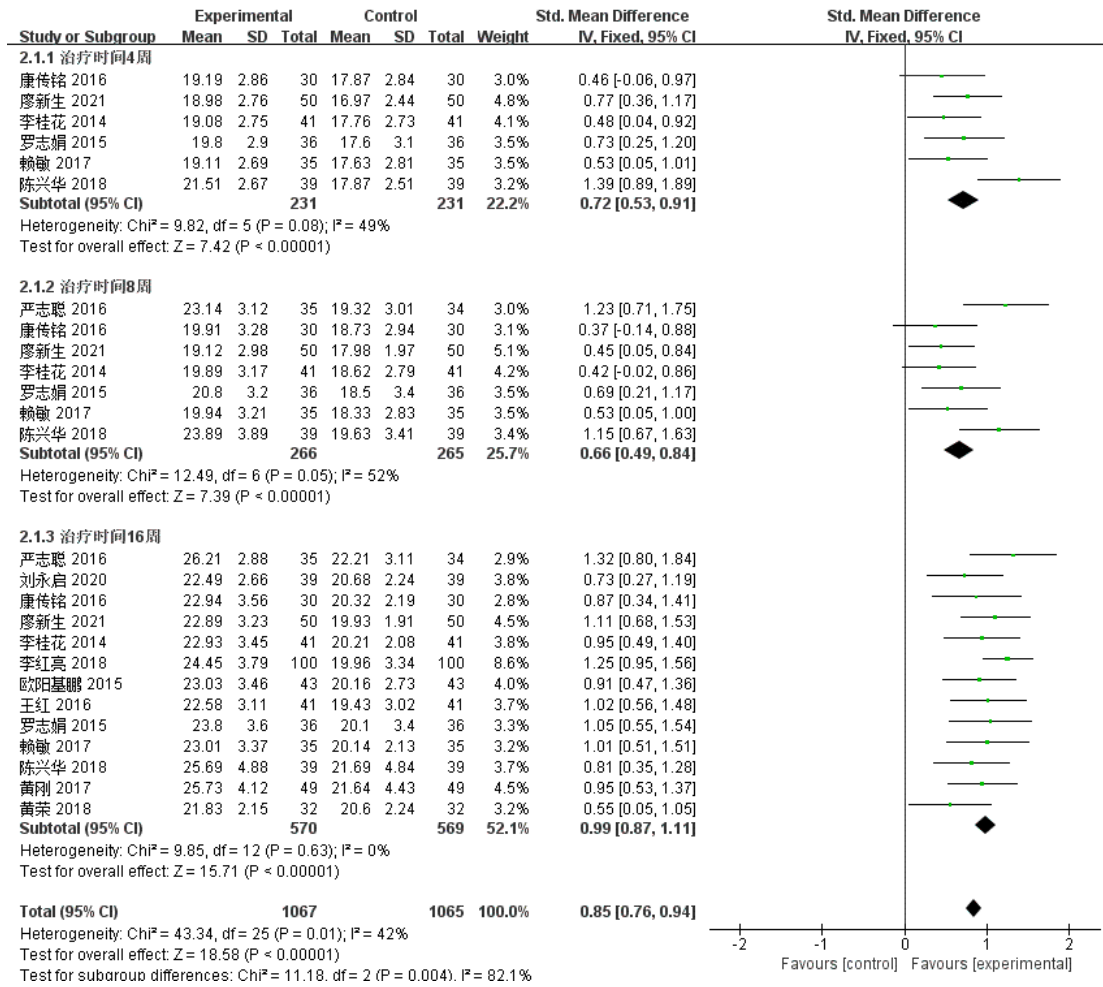 Experimental Control Std. Mean Difference Std. Mean Difference
Study or Subgroup Mean SD Total Mean SD Total Weight IV, Fixed, 95% CI IV, Fixed, 95% CI
2.1.1 治疗时间4周
康传铭 2016 19.19 2.86 30 17.87 2.84 30 3.0% 0.46 [-0.06, 0.97]
廖新生 2021 18.98 2.76 50 16.97 2.44 50 4.8% 0.77 [0.36, 1.17]
李桂花 2014 19.08 2.75 41 17.76 2.73 41 4.1% 0.48 [0.04, 0.92]
罗志娟 2015 19.8 2.9 36 17.6 3.1 36 3.5% 0.73 [0.25, 1.20]
赖敏 2017 19.11 2.69 35 17.63 2.81 35 3.5% 0.53 [0.05, 1.01]
陈兴华 2018 21.51 2.67 39 17.87 2.51 39 3.2% 1.39 [0.89, 1.89]
Subtotal (95% CI) 231 231 22.2% 0.72 [0.53, 0.91]
Heterogeneity: Chi² = 9.82, df = 5 (P = 0.08); I² = 49%
Test for overall effect: Z = 7.42 (P < 0.00001)
2.1.2 治疗时间8周
严志聪 2016 23.14 3.12 35 19.32 3.01 34 3.0% 1.23 [0.71, 1.75]
康传铭 2016 19.91 3.28 30 18.73 2.94 30 3.1% 0.37 [-0.14, 0.88]
廖新生 2021 19.12 2.98 50 17.98 1.97 50 5.1% 0.45 [0.05, 0.84]
李桂花 2014 19.89 3.17 41 18.62 2.79 41 4.2% 0.42 [-0.02, 0.86]
罗志娟 2015 20.8 3.2 36 18.5 3.4 36 3.5% 0.69 [0.21, 1.17]
赖敏 2017 19.94 3.21 35 18.33 2.83 35 3.5% 0.53 [0.05, 1.00]
陈兴华 2018 23.89 3.89 39 19.63 3.41 39 3.4% 1.15 [0.67, 1.63]
Subtotal (95% CI) 266 265 25.7% 0.66 [0.49, 0.84]
Heterogeneity: Chi² = 12.49, df = 6 (P = 0.05); I² = 52%
Test for overall effect: Z = 7.39 (P < 0.00001)
2.1.3 治疗时间16周
严志聪 2016 26.21 2.88 35 22.21 3.11 34 2.9% 1.32 [0.80, 1.84]
刘永启 2020 22.49 2.66 39 20.68 2.24 39 3.8% 0.73 [0.27, 1.19]
康传铭 2016 22.94 3.56 30 20.32 2.19 30 2.8% 0.87 [0.34, 1.41]
廖新生 2021 22.89 3.23 50 19.93 1.91 50 4.5% 1.11 [0.68, 1.53]
李桂花 2014 22.93 3.45 41 20.21 2.08 41 3.8% 0.95 [0.49, 1.40]
李红亮 2018 24.45 3.79 100 19.96 3.34 100 8.6% 1.25 [0.95, 1.56]
欧阳基鹏 2015 23.03 3.46 43 20.16 2.73 43 4.0% 0.91 [0.47, 1.36]
王红 2016 22.58 3.11 41 19.43 3.02 41 3.7% 1.02 [0.56, 1.48]
罗志娟 2015 23.8 3.6 36 20.1 3.4 36 3.3% 1.05 [0.55, 1.54]
赖敏 2017 23.01 3.37 35 20.14 2.13 35 3.2% 1.01 [0.51, 1.51]
陈兴华 2018 25.69 4.88 39 21.69 4.84 39 3.7% 0.81 [0.35, 1.28]
黄刚 2017 25.73 4.12 49 21.64 4.43 49 4.5% 0.95 [0.53, 1.37]
黄荣 2018 21.83 2.15 32 20.6 2.24 32 3.2% 0.55 [0.05, 1.05]
Subtotal (95% CI) 570 569 52.1% 0.99 [0.87, 1.11]
Heterogeneity: Chi² = 9.85, df = 12 (P = 0.63); I² = 0%
Test for overall effect: Z = 15.71 (P < 0.00001)
Total (95% CI) 1067 1065 100.0% 0.85 [0.76, 0.94]
Heterogeneity: Chi² = 43.34, df = 25 (P = 0.01); I² = 42%
Test for overall effect: Z = 18.58 (P < 0.00001)
Test for subgroup differences: Chi² = 11.18, df = 2 (P = 0.004), I² = 82.1%
-2 -1 0 1 2
Favours [control] Favours [experimental]